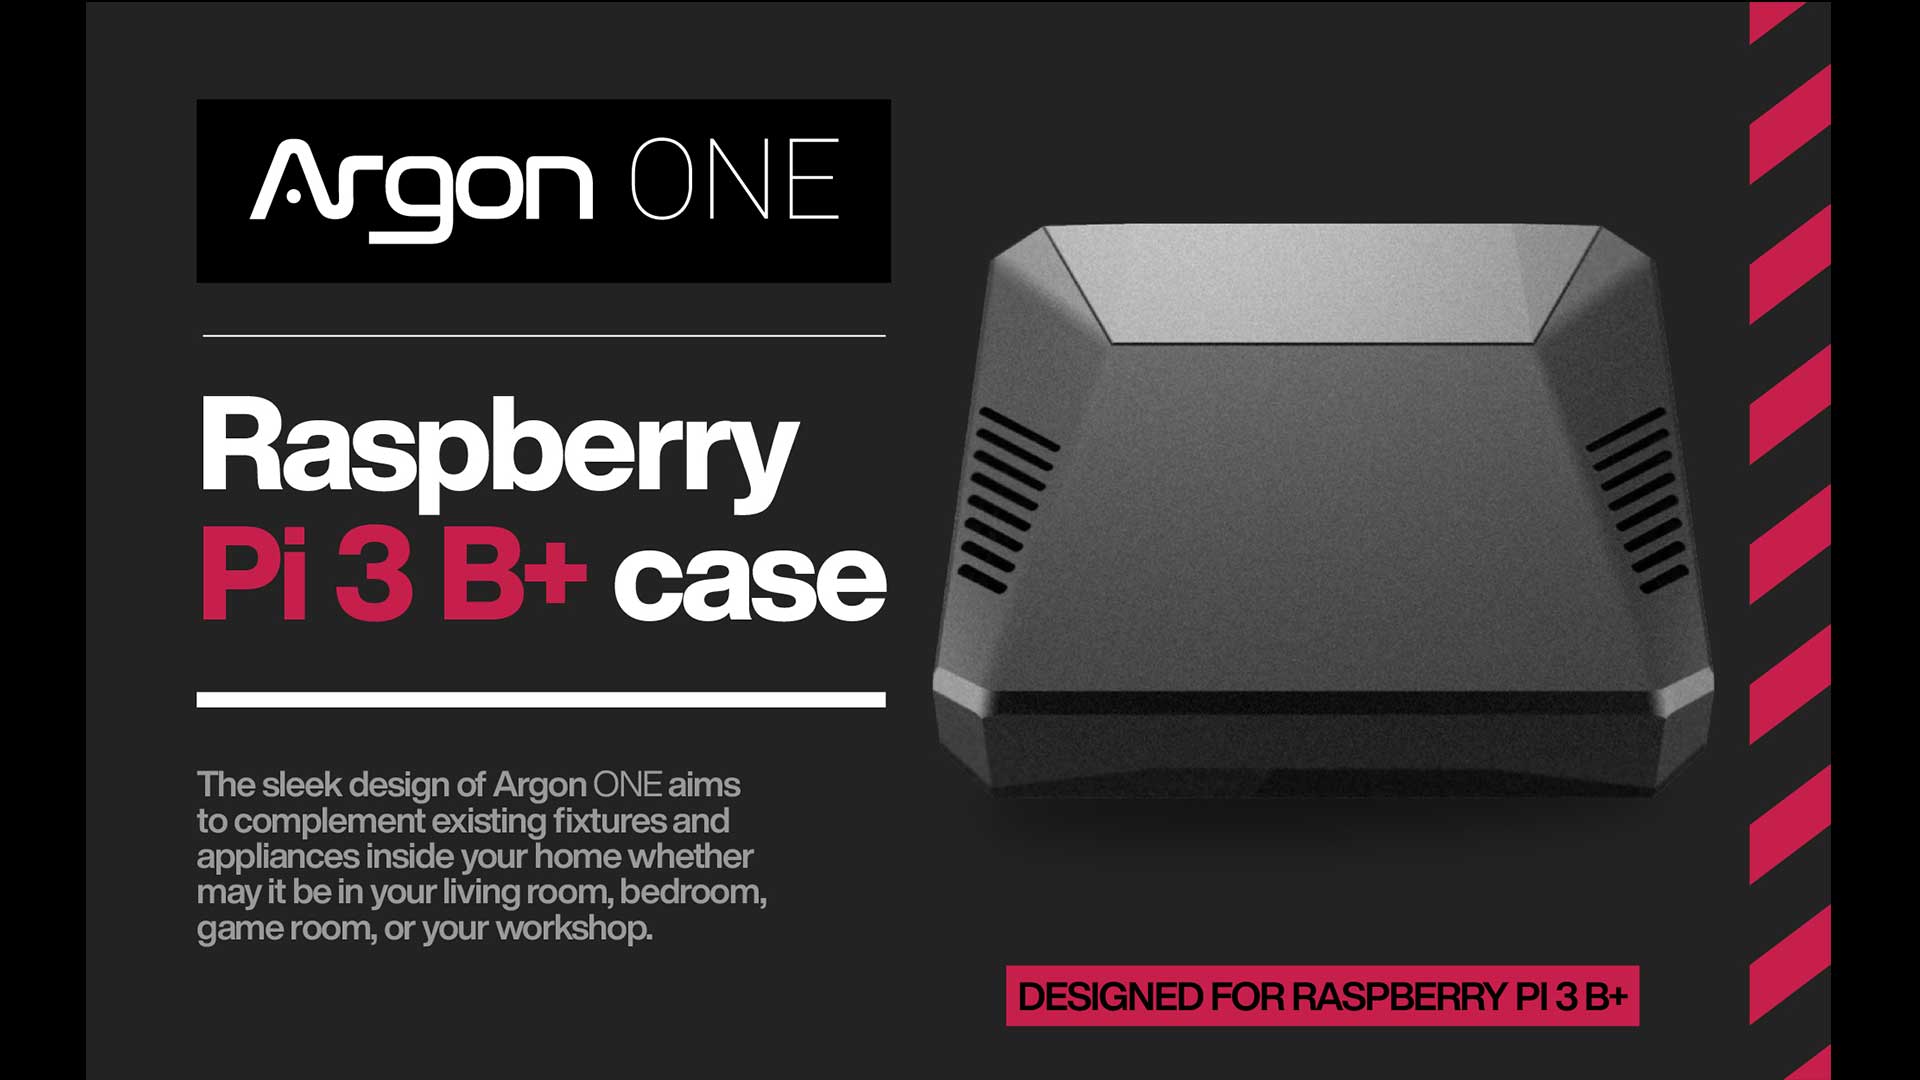 Argon ONE
Raspberry
Pi 3 B+ case
The sleek design of Argon ONE aims
to complement existing fixtures and
appliances inside your home whether
may it be in your living room, bedroom,
game room, or your workshop.
DESIGNED FOR RASPBERRY PI 3 B+